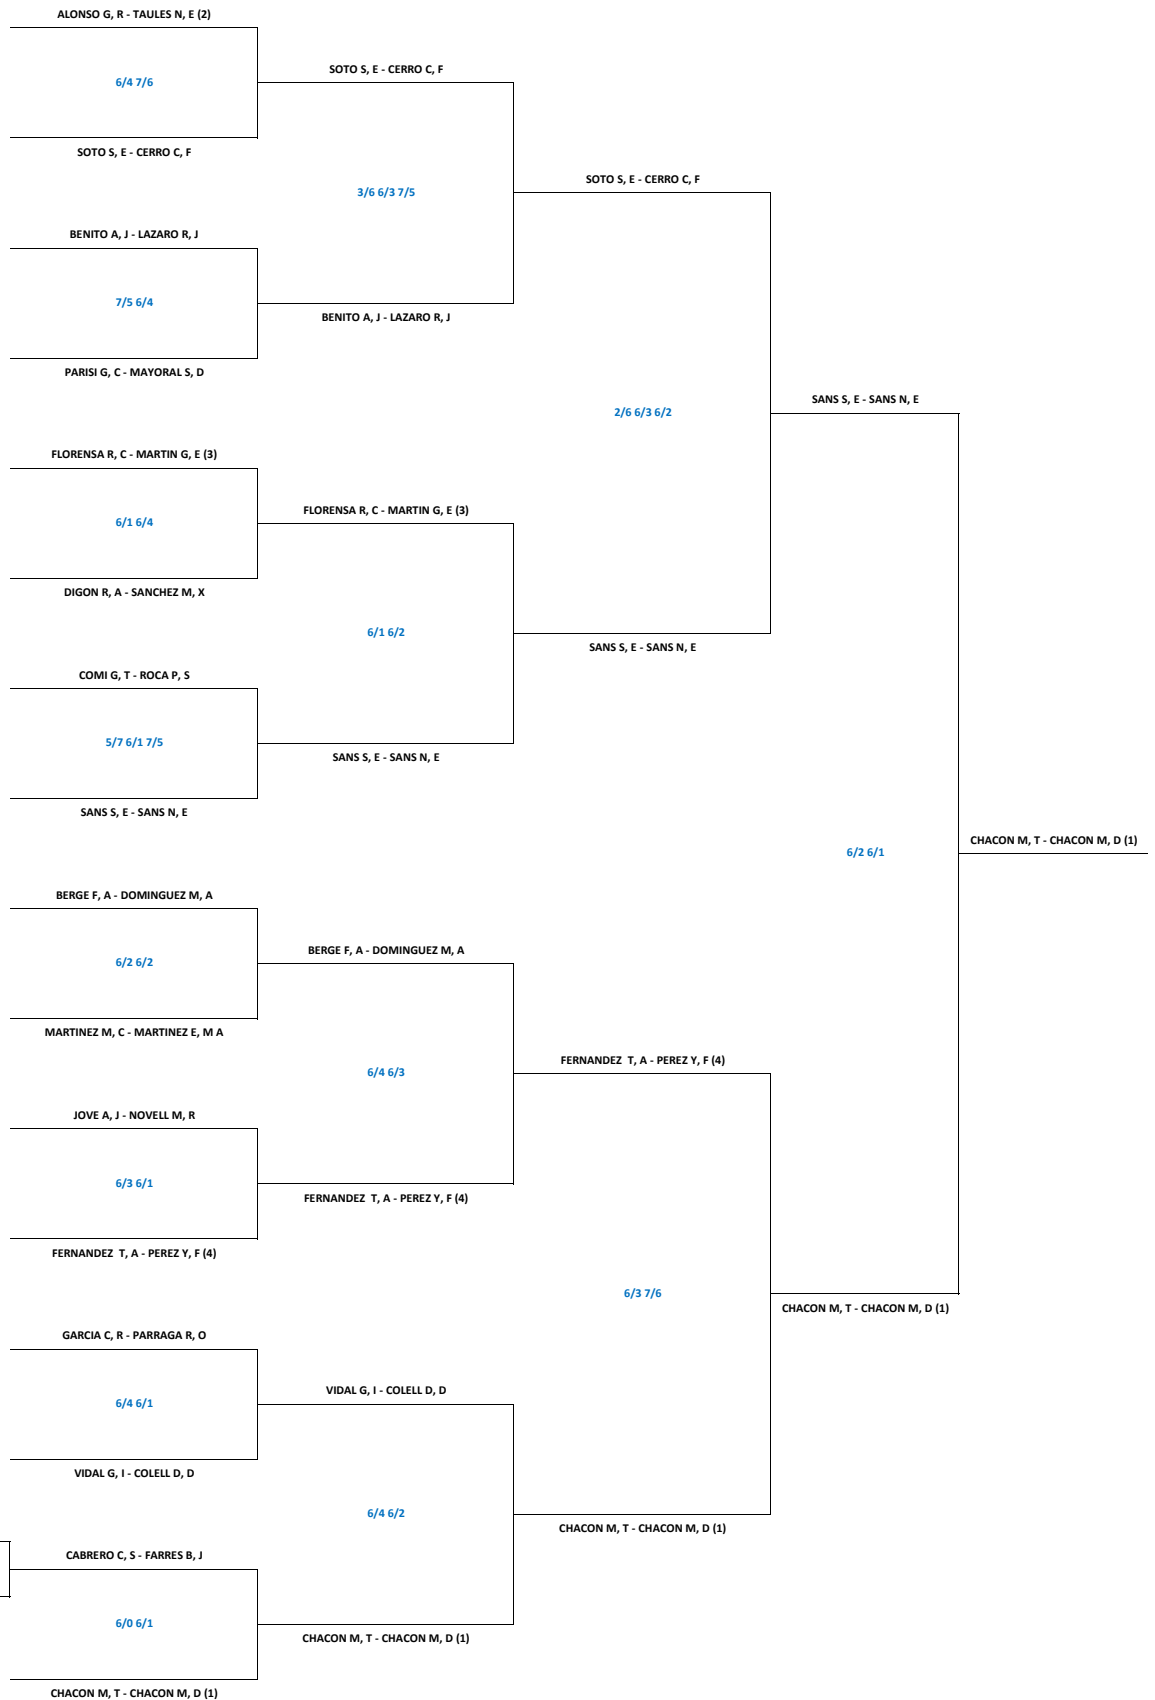 ALONSO G, R - TAULES N, E (2)
SOTO S, E - CERRO C, F
6/4 7/6
SOTO S, E - CERRO C, F
SOTO S, E - CERRO C, F
3/6 6/3 7/5
BENITO A, J - LAZARO R, J
7/5 6/4
BENITO A, J - LAZARO R, J
PARISI G, C - MAYORAL S, D
SANS S, E - SANS N, E
2/6 6/3 6/2
FLORENSA R, C - MARTIN G, E (3)
FLORENSA R, C - MARTIN G, E (3)
6/1 6/4
DIGON R, A - SANCHEZ M, X
6/1 6/2
SANS S, E - SANS N, E
COMI G, T - ROCA P, S
5/7 6/1 7/5
SANS S, E - SANS N, E
SANS S, E - SANS N, E
CHACON M, T - CHACON M, D (1)
6/2 6/1
BERGE F, A - DOMINGUEZ M, A
BERGE F, A - DOMINGUEZ M, A
6/2 6/2
MARTINEZ M, C - MARTINEZ E, M A
FERNANDEZ  T, A - PEREZ Y, F (4)
6/4 6/3
JOVE A, J - NOVELL M, R
6/3 6/1
FERNANDEZ  T, A - PEREZ Y, F (4)
FERNANDEZ  T, A - PEREZ Y, F (4)
6/3 7/6
CHACON M, T - CHACON M, D (1)
GARCIA C, R - PARRAGA R, O
VIDAL G, I - COLELL D, D
6/4 6/1
VIDAL G, I - COLELL D, D
6/4 6/2
CHACON M, T - CHACON M, D (1)
CABRERO C, S - FARRES B, J
6/0 6/1
CHACON M, T - CHACON M, D (1)
CHACON M, T - CHACON M, D (1)